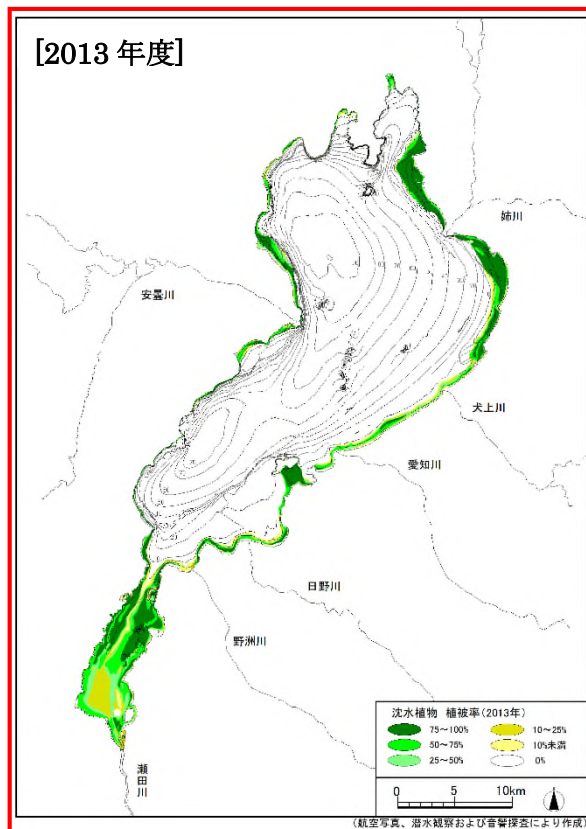 [2013 年度]
姉川
安曇川
犬上川
愛知川
日野川
野洲川
瀬田川
沈水植物 植被率(2013年)
75～100% 10～25%
50～75% 10%未満
25～50% 0%
0 5 10km
(航空写真、潜水観察および音響探査により作成)